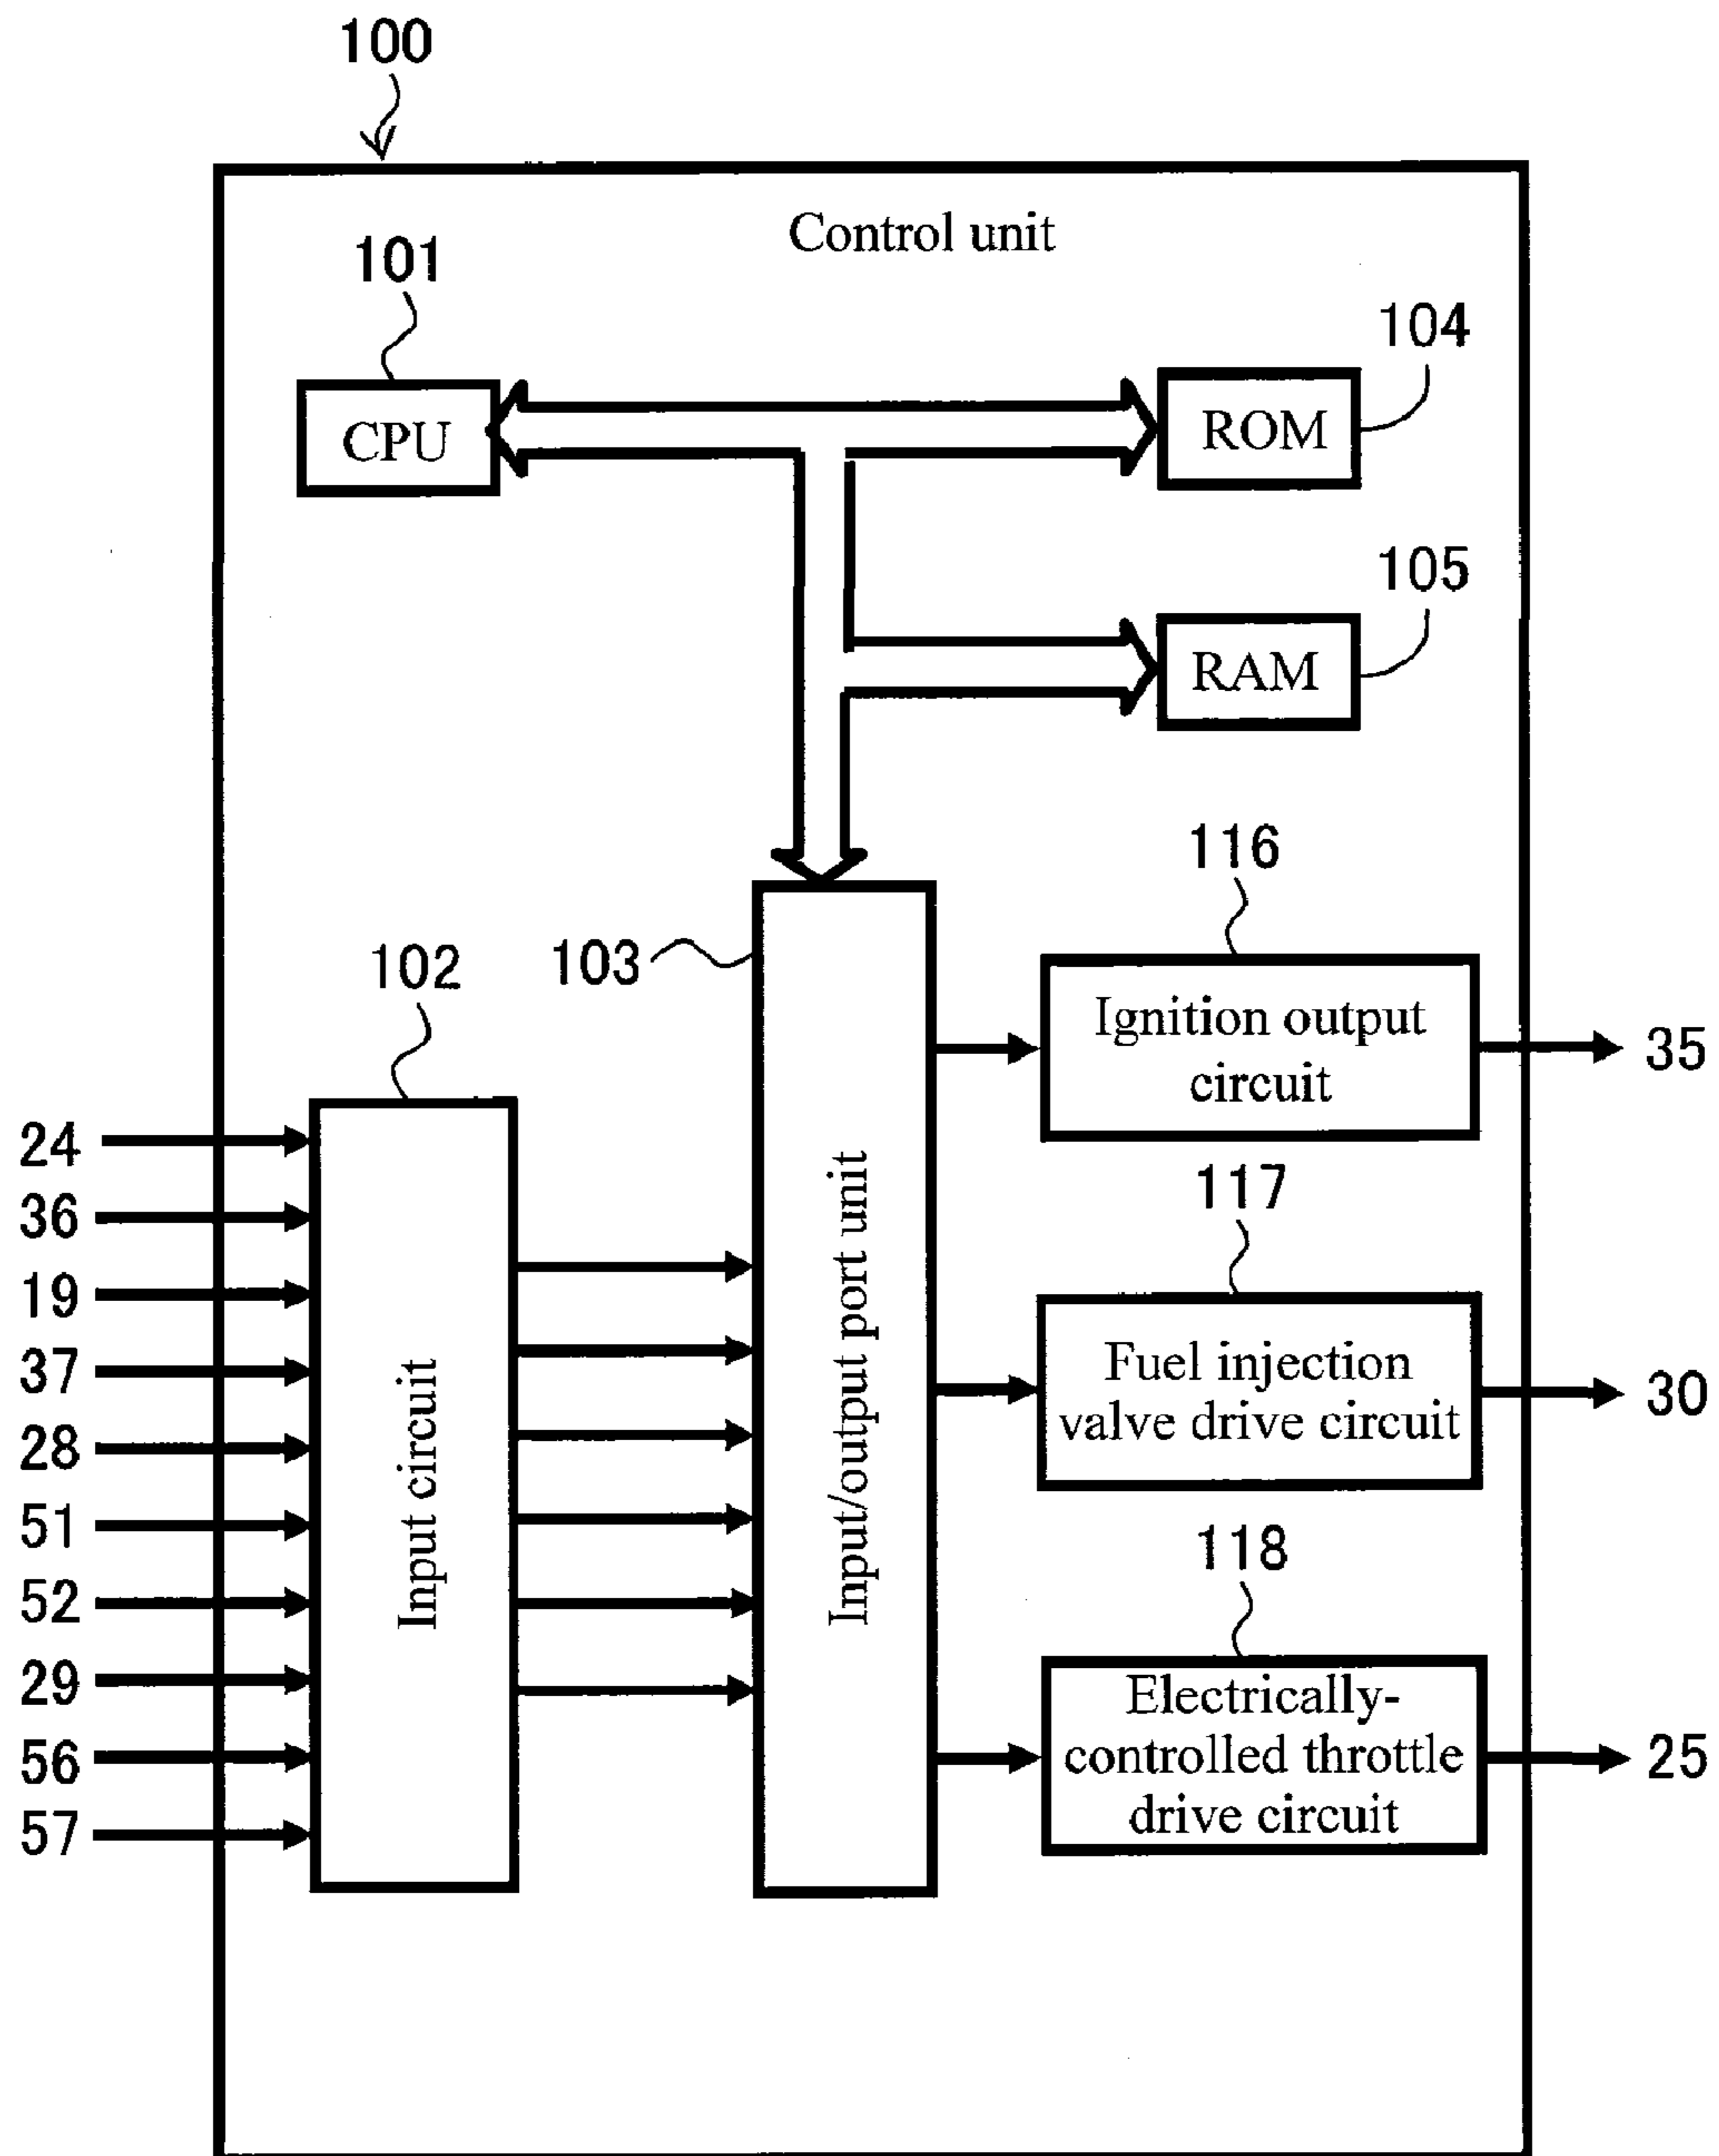 100
Control unit
101
CPU
104
ROM
105
RAM
116
103
102
Ignition output
circuit
35
24
36
19
37
28
51
52
29
56
57
Input circuit
Input/output port unit
117
Fuel injection
valve drive circuit
30
118
Electrically-
controlled throttle
drive circuit
25